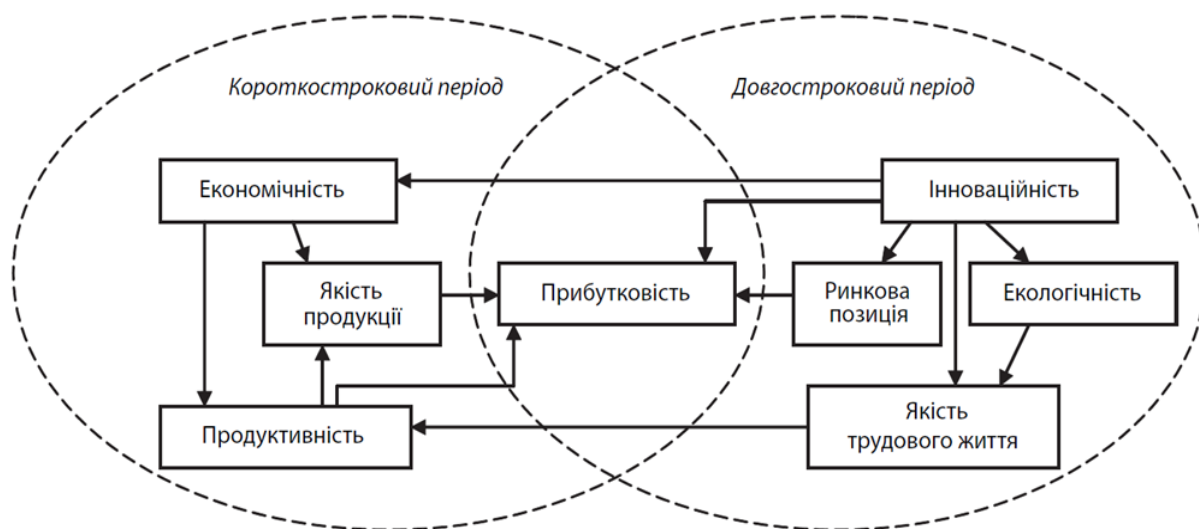 Короткостроковий період
Довгостроковий період
Економічність
Інноваційність
Якість
продукції
Прибутковість
Ринкова
позиція
Екологічність
Продуктивність
Якість
трудового життя